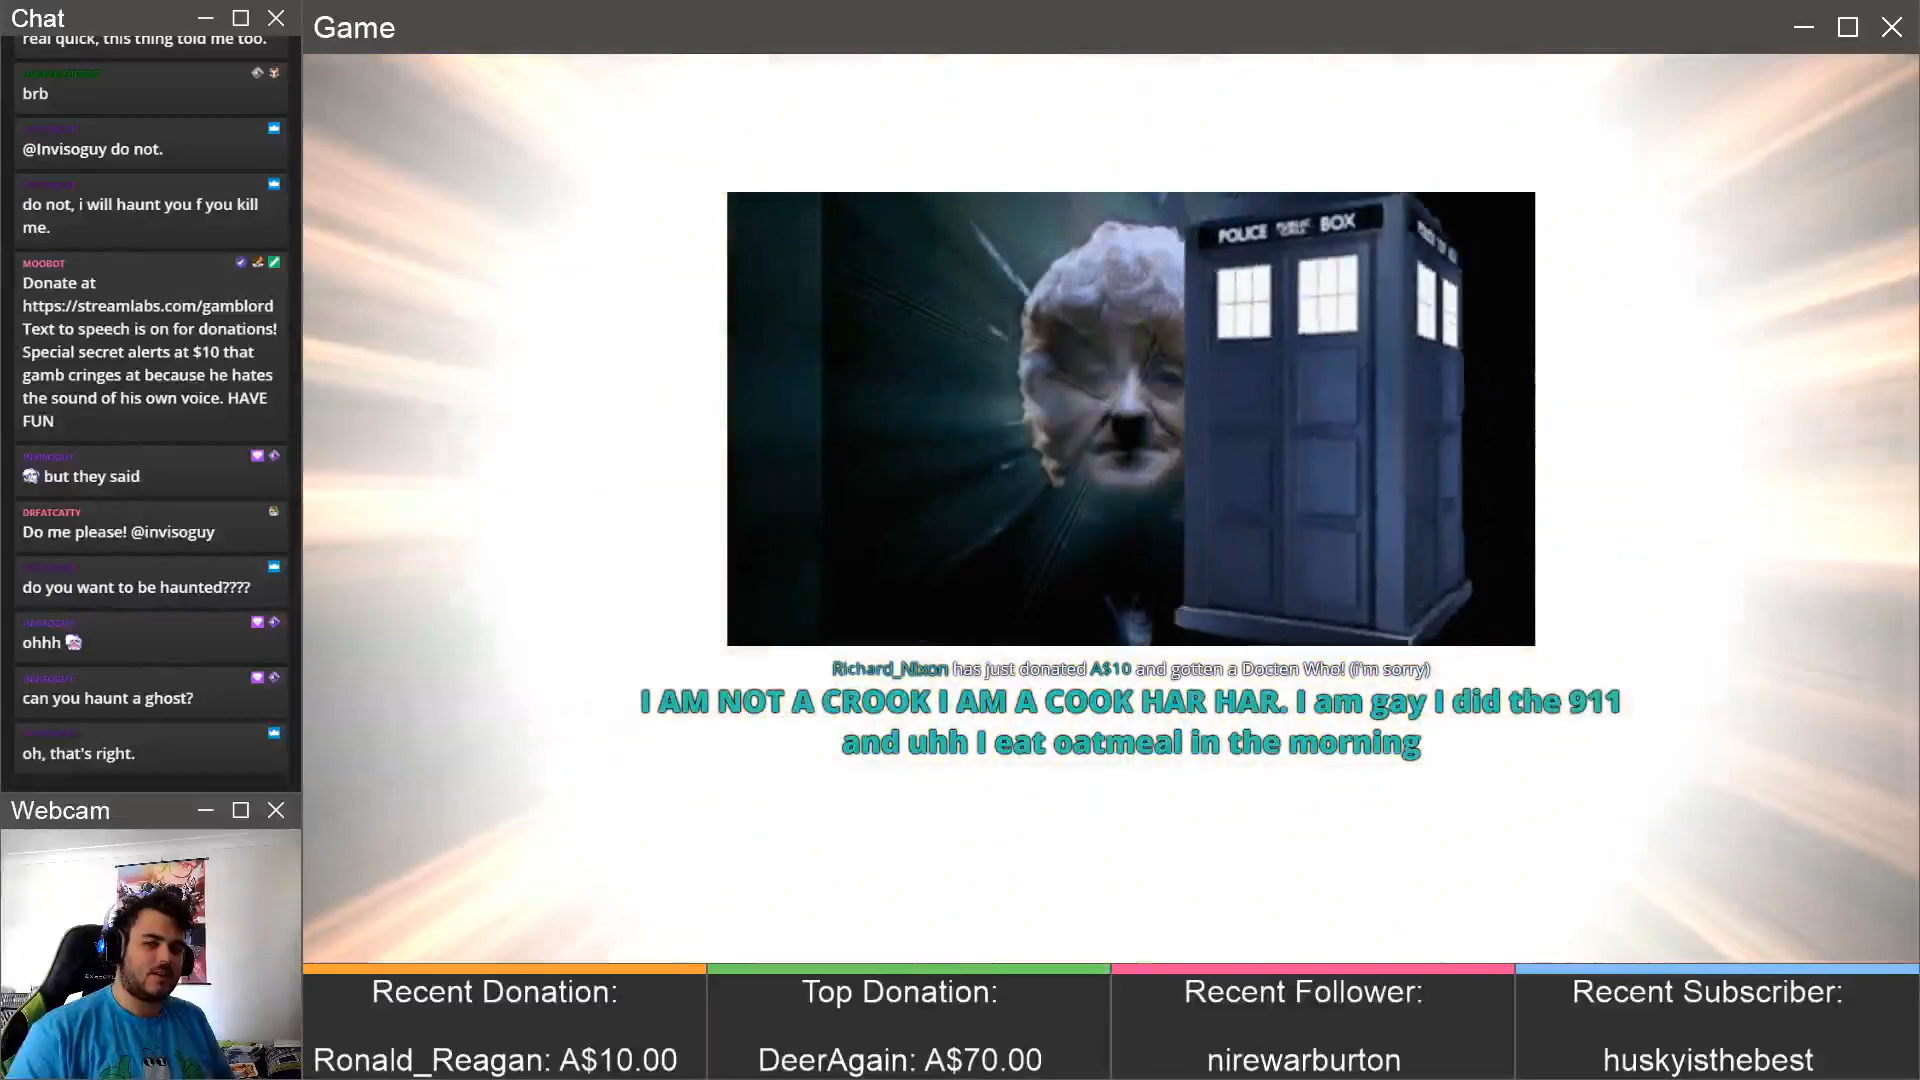 Chat
real quick, this thing told me too.
brb
@Invisoguy do not.
do not, i will haunt you f you kill
me.
MOOBOT
Donate at
https://streamlabs.com/gamblord
Text to speech is on for donations!
Special secret alerts at $10 that
gamb cringes at because he hates
the sound of his own voice. HAVE
FUN
INVISOGUY
but they said
DRFATCATTY
Do me please! @invisoguy
do you want to be haunted????
INVISOGUY
ohhh
INVISOGUY
can you haunt a ghost?
oh, that's right.
Webcam
Game
POLICE PUBLIC CALL BOX
Richard_Nixon has just donated A$10 and gotten a Docten Who! (i'm sorry)
I AM NOT A CROOK I AM A COOK HAR HAR. I am gay I did the 911
and uhh I eat oatmeal in the morning
Recent Donation:
Ronald_Reagan: A$10.00
Top Donation:
DeerAgain: A$70.00
Recent Follower:
nirewarburton
Recent Subscriber:
huskyisthebest